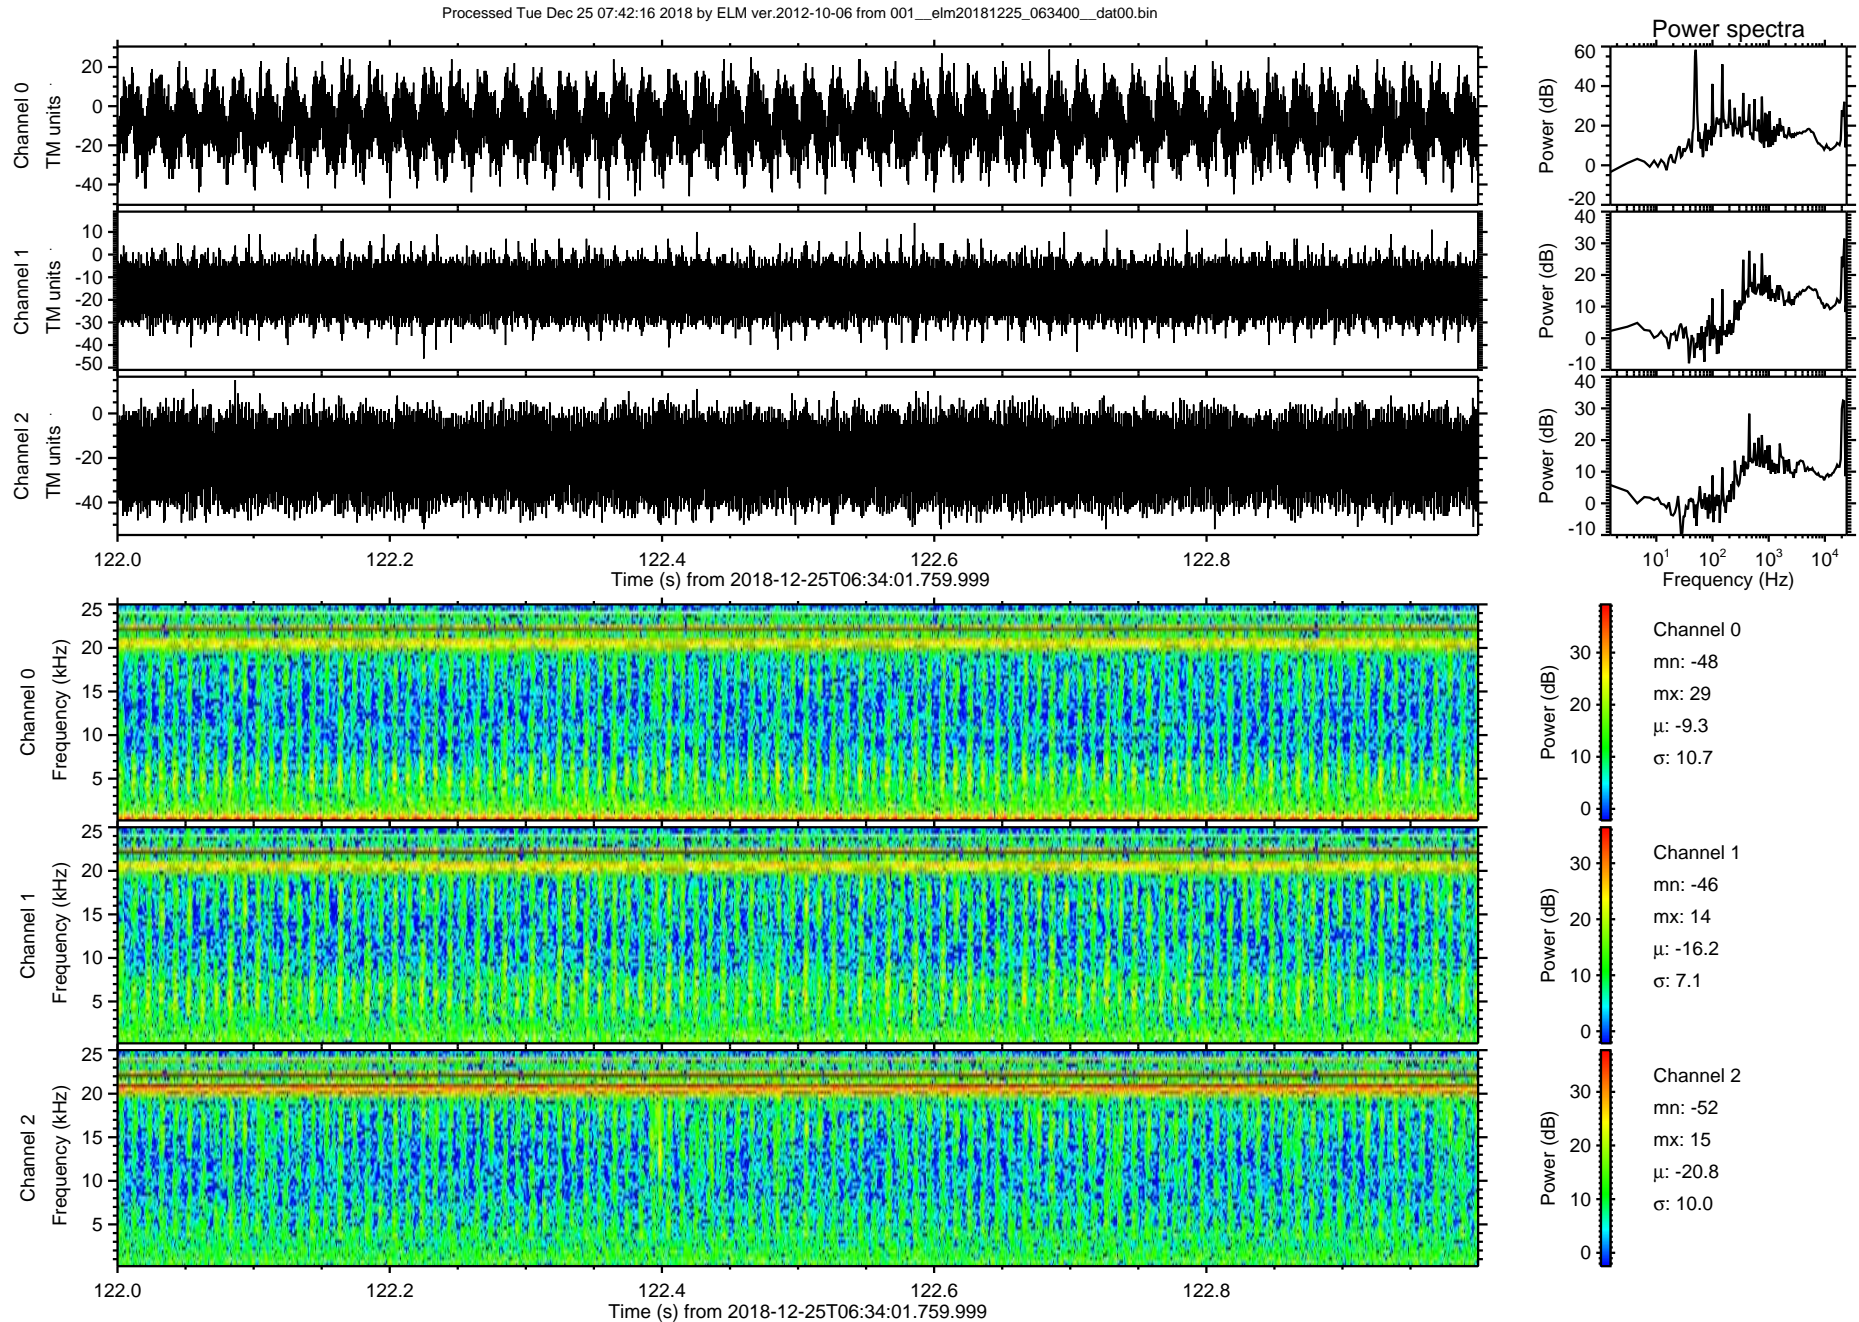 Processed Tue Dec 25 07:42:16 2018 by ELM ver.2012-10-06 from 001__elm20181225_063400__dat00.bin
Power spectra
Channel 0
TM units
20
0
-20
-40
Power (dB)
60
40
20
0
-20
Channel 1
TM units
10
0
-10
-20
-30
-40
-50
Power (dB)
40
30
20
10
0
-10
Channel 2
TM units
0
-20
-40
Power (dB)
40
30
20
10
0
-10
122.0 122.2 122.4 122.6 122.8
Time (s) from 2018-12-25T06:34:01.759.999
10¹ 10² 10³ 10⁴
Frequency (Hz)
Channel 0
Frequency (kHz)
25
20
15
10
5
Power (dB)
30
20
10
0
Channel 0
mn: -48
mx: 29
μ: -9.3
σ: 10.7
Channel 1
Frequency (kHz)
25
20
15
10
5
Power (dB)
30
20
10
0
Channel 1
mn: -46
mx: 14
μ: -16.2
σ: 7.1
Channel 2
Frequency (kHz)
25
20
15
10
5
Power (dB)
30
20
10
0
Channel 2
mn: -52
mx: 15
μ: -20.8
σ: 10.0
122.0 122.2 122.4 122.6 122.8
Time (s) from 2018-12-25T06:34:01.759.999